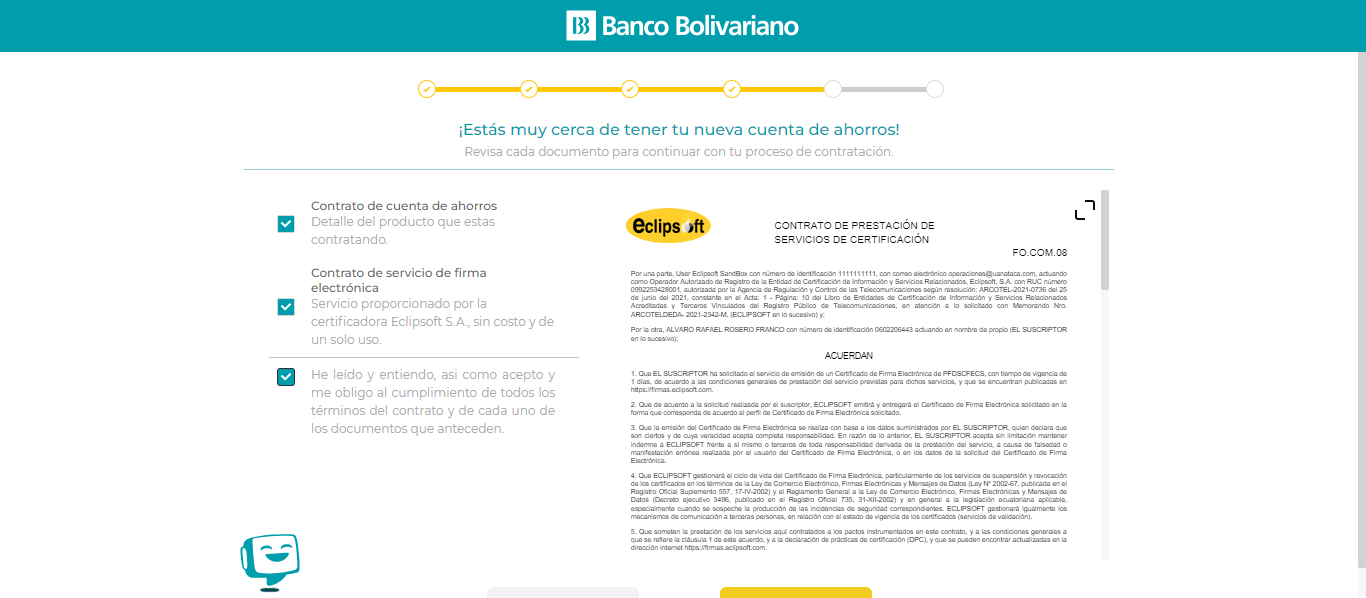 Banco Bolivariano
¡Estás muy cerca de tener tu nueva cuenta de ahorros!
Revisa cada documento para continuar con tu proceso de contratación.
Contrato de cuenta de ahorros
Detalle del producto que estas
contratando.
Contrato de servicio de firma
electrónica
Servicio proporcionado por la
certificadora Eclipsoft S.A., sin costo y de
un solo uso.
He leído y entiendo, asi como acepto y
me obligo al cumplimiento de todos los
términos del contrato y de cada uno de
los documentos que anteceden.
eclipsoft
CONTRATO DE PRESTACIÓN DE
SERVICIOS DE CERTIFICACIÓN
FO.COM.08
Por una parte, User Eclipsoft SandBox con número de identificación 1111111111, con correo electrónico operaciones@uanataca.com, actuando
como Operador Autorizado de Registro de la Entidad de Certificación de Información y Servicios Relacionados, Eclipsoft, S.A. con RUC número
0992253428001, autorizada por la Agencia de Regulación y Control de las Telecomunicaciones según resolución: ARCOTEL-2021-0736 del 25
de junio del 2021, constante en el Acta: 1 - Página: 10 del Libro de Entidades de Certificación de Información y Servicios Relacionados
Acreditadas y Terceros Vinculados del Registro Público de Telecomunicaciones, en atención a lo solicitado con Memorando Nro.
ARCOTELDEDA- 2021-2342-M, (ECLIPSOFT en lo sucesivo) y,
Por la otra, ALVARO RAFAEL ROSERO FRANCO con número de identificación 0602206443 actuando en nombre de propio (EL SUSCRIPTOR
en lo sucesivo);
ACUERDAN
1. Que EL SUSCRIPTOR ha solicitado el servicio de emisión de un Certificado de Firma Electrónica de PFDSCFECS, con tiempo de vigencia de
1 días, de acuerdo a las condiciones generales de prestación del servicio previstas para dichos servicios, y que se encuentran publicadas en
https://firmas.eclipsoft.com.
2. Que de acuerdo a la solicitud realizada por el suscriptor, ECLIPSOFT emitirá y entregará el Certificado de Firma Electrónica solicitado en la
forma que corresponda de acuerdo al perfil de Certificado de Firma Electrónica solicitado.
3. Que la emisión del Certificado de Firma Electrónica se realiza con base a los datos suministrados por EL SUSCRIPTOR, quien declara que
son ciertos y de cuya veracidad acepta completa responsabilidad. En razón de lo anterior, EL SUSCRIPTOR acepta sin limitación mantener
indemne a ECLIPSOFT frente a sí mismo o terceros de toda responsabilidad derivada de la prestación del servicio, a causa de falsedad o
manifestación errónea realizada por el usuario del Certificado de Firma Electrónica, o en los datos de la solicitud del Certificado de Firma
Electrónica.
4. Que ECLIPSOFT gestionará el ciclo de vida del Certificado de Firma Electrónica, particularmente de los servicios de suspensión y revocación
de los certificados en los términos de la Ley de Comercio Electrónico, Firmas Electrónicas y Mensajes de Datos (Ley Nº 2002-67, publicada en el
Registro Oficial Suplemento 557, 17-IV-2002) y el Reglamento General a la Ley de Comercio Electrónico, Firmas Electrónicas y Mensajes de
Datos (Decreto ejecutivo 3496, publicado en el Registro Oficial 735, 31-XII-2002) y en general a la legislación ecuatoriana aplicable,
especialmente cuando se sospeche la producción de las incidencias de seguridad correspondientes. ECLIPSOFT gestionará igualmente los
mecanismos de comunicación a terceras personas, en relación con el estado de vigencia de los certificados (servicios de validación).
5. Que someten la prestación de los servicios aquí contratados a los pactos instrumentados en este contrato, y a las condiciones generales a
que se refiere la cláusula 1 de este acuerdo, y a la declaración de prácticas de certificación (DPC), y que se pueden encontrar actualizadas en la
dirección internet https://firmas.eclipsoft.com.